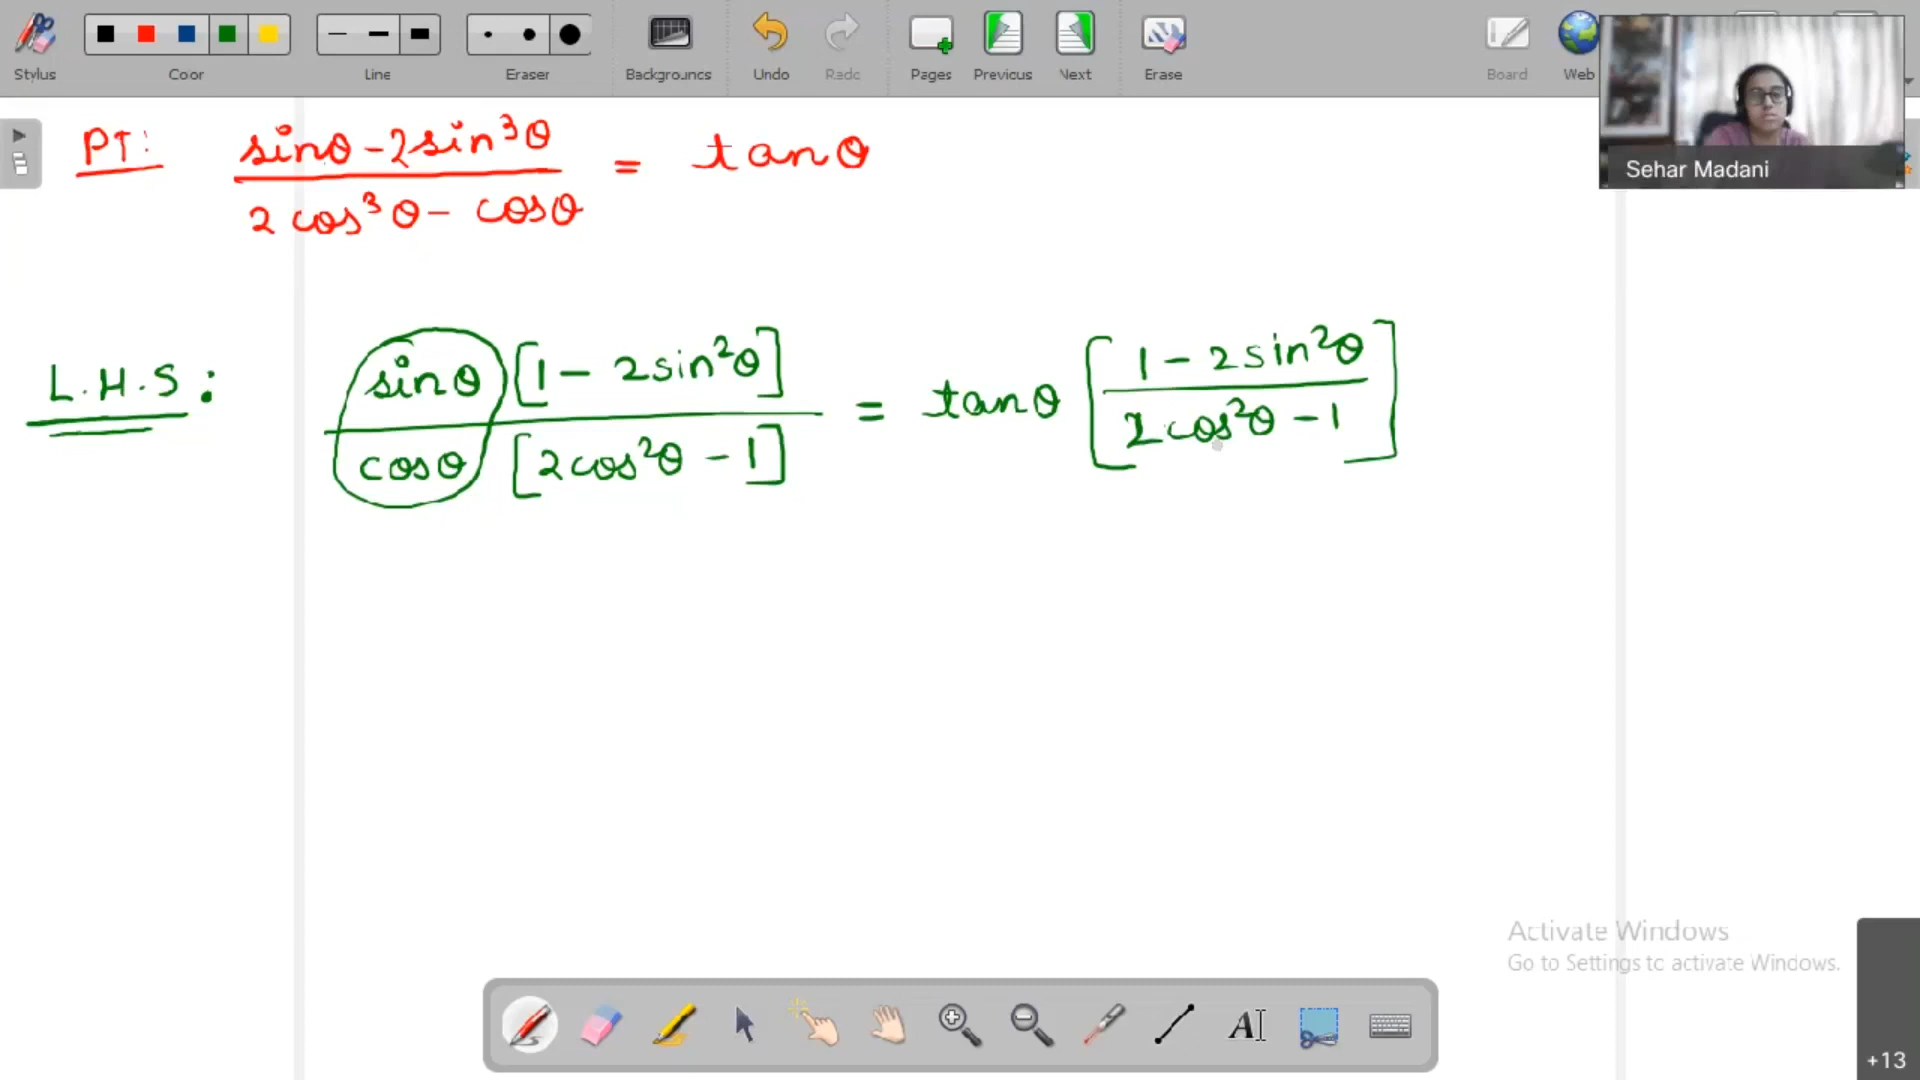 Stylus Color Line Eraser Backgrounds Undo Redo Pages Previous Next Erase Board Web
PT: sinθ - 2sin³θ / 2cos³θ - cosθ = tanθ
Sehar Madani
L.H.S: sinθ [1 - 2sin²θ] / cosθ [2cos²θ - 1] = tanθ [1 - 2sin²θ / 2cos²θ - 1]
Activate Windows
Go to Settings to activate Windows.
+13